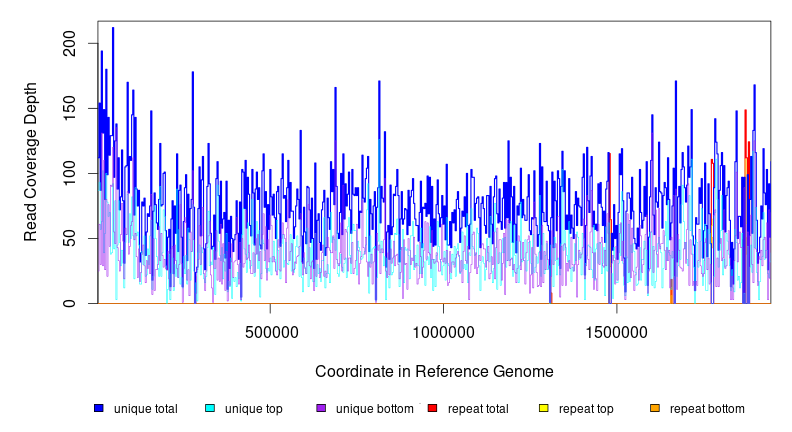 Read Coverage Depth
200
150
100
50
0
500000 1000000 1500000
Coordinate in Reference Genome
unique total unique top unique bottom repeat total repeat top repeat bottom